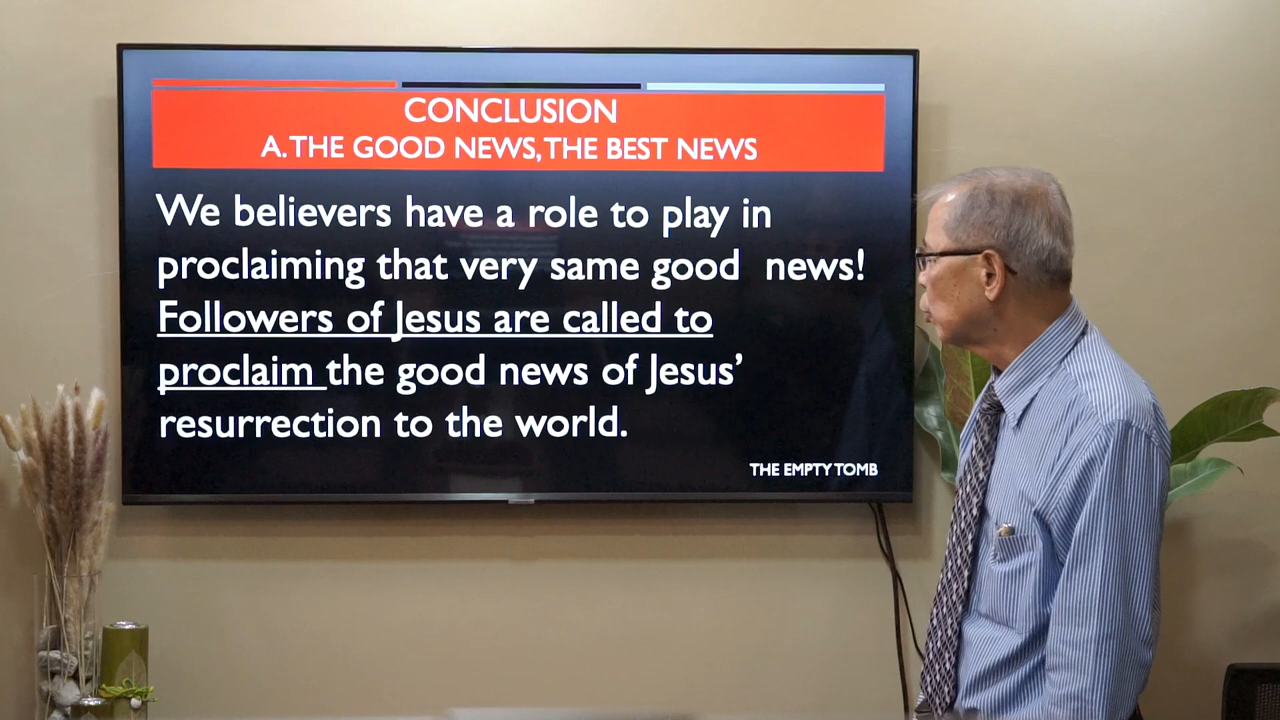 CONCLUSION
A. THE GOOD NEWS, THE BEST NEWS
We believers have a role to play in
proclaiming that very same good news!
Followers of Jesus are called to
proclaim the good news of Jesus’
resurrection to the world.
THE EMPTY TOMB